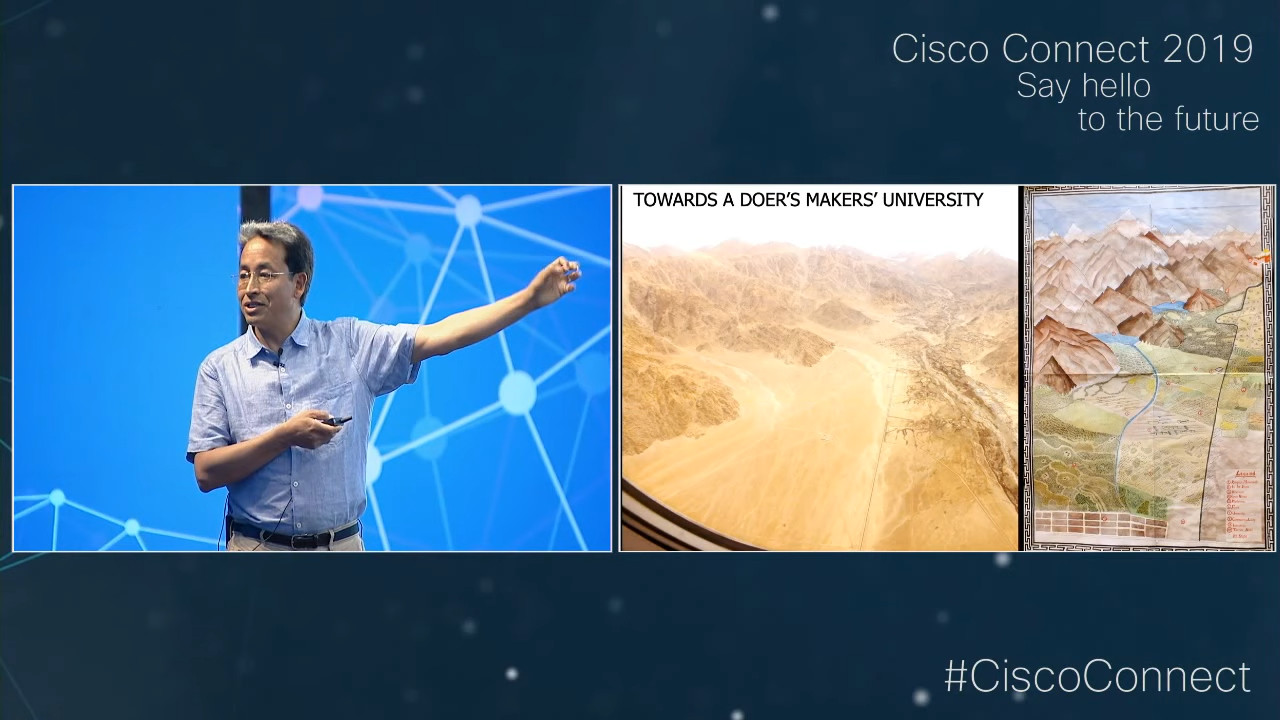 Cisco Connect 2019
Say hello
to the future
TOWARDS A DOER'S MAKERS' UNIVERSITY
#CiscoConnect